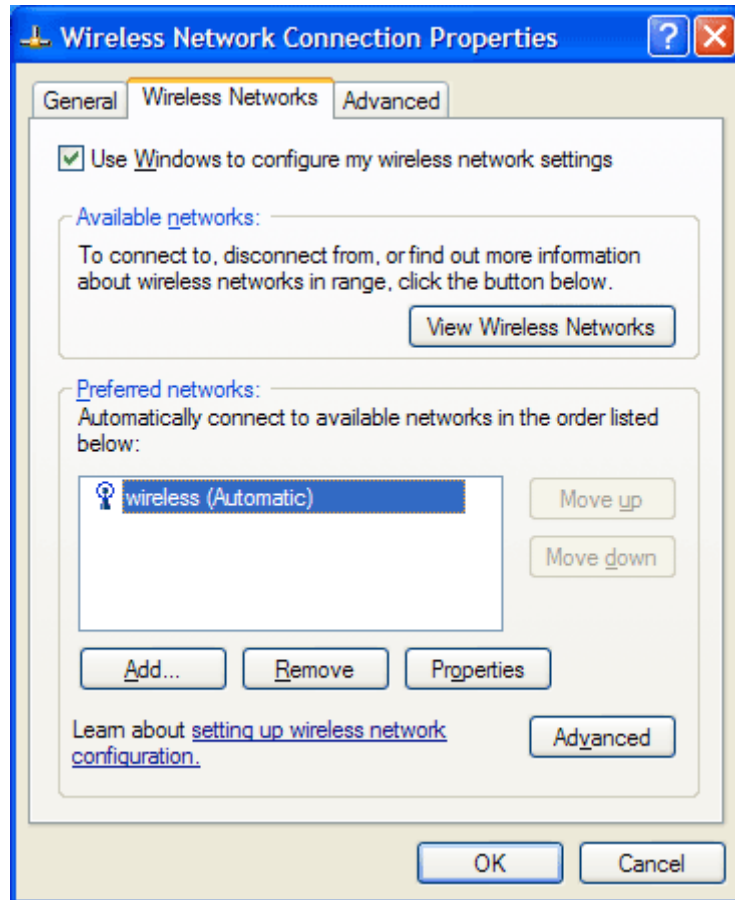 Wireless Network Connection Properties
?
General Wireless Networks Advanced
Use Windows to configure my wireless network settings
Available networks:
To connect to, disconnect from, or find out more information
about wireless networks in range, click the button below.
View Wireless Networks
Preferred networks:
Automatically connect to available networks in the order listed
below:
wireless (Automatic)
Move up
Move down
Add... Remove Properties
Learn about setting up wireless network
configuration.
Advanced
OK Cancel